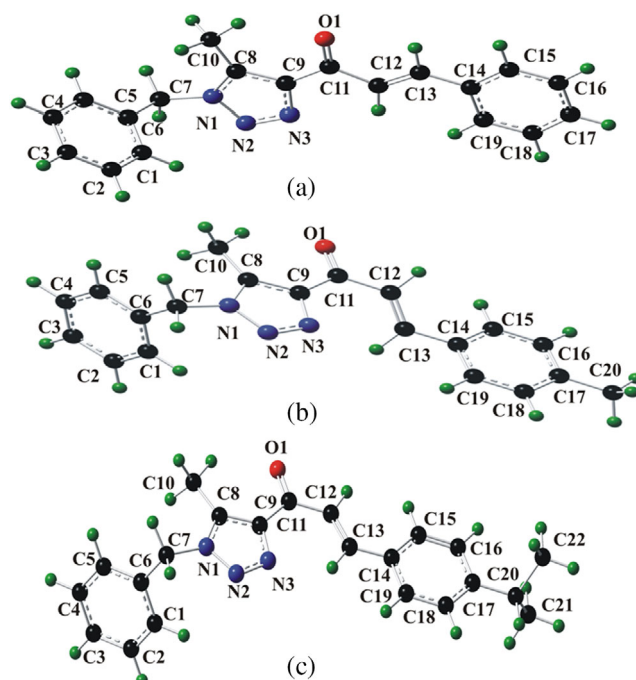 O1
C10 C8 C9 C12 C15
C4 C5 C7 C11 C13 C14 C16
C6 N1 N3
C3 N2 C19 C17
C2 C1 C18
(a)
O1
C8 C12
C4 C5 C10 C9
C6 C7 C11
C3 N1 C14 C15
C2 C1 N2 N3 C13 C16 C20
C19 C18 C17
(b)
O1
C10 C8 C9 C12
C11 C13 C15
C5 C6 C7 C16 C22
N1 N3 C14
C4 N2 C19 C20
C1 C18 C17 C21
C3 C2
(c)